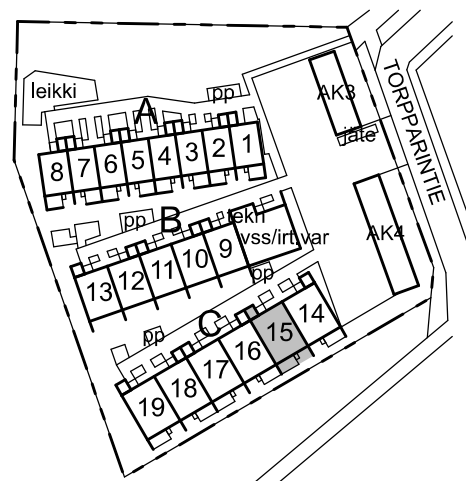 leikki
A
pp
AK3
TORPPARINTIE
jäte
8 7 6 5 4 3 2 1
pp
B
tekn
vss/irt.var
AK4
13 12 11 10 9
pp
C
pp
19 18 17 16 15 14